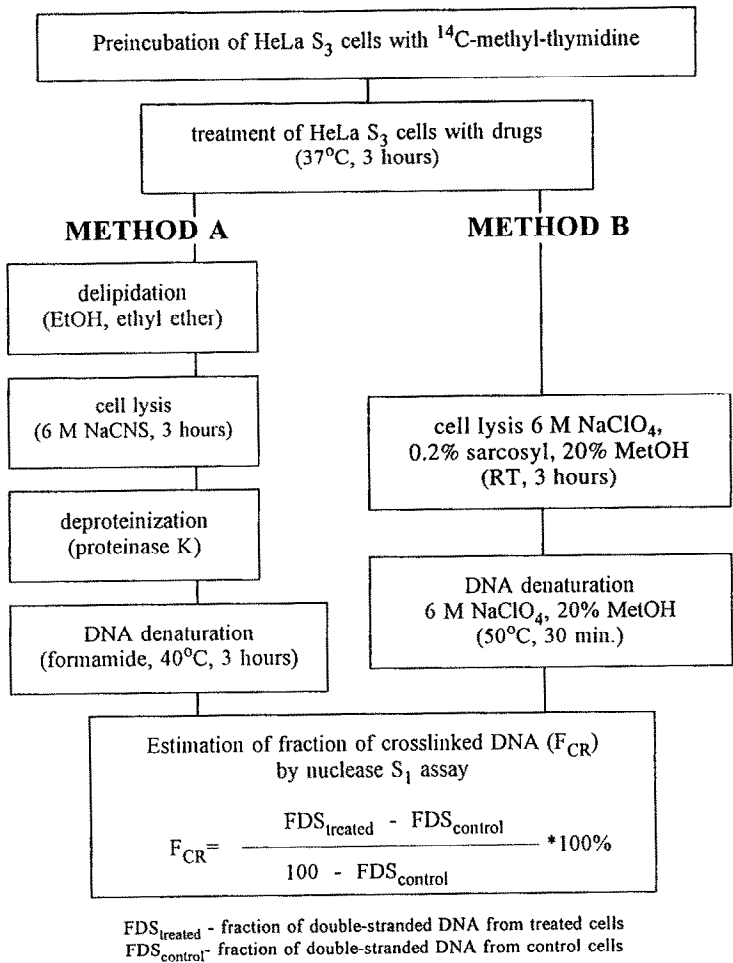 Preincubation of HeLa S3 cells with 14C-methyl-thymidine
treatment of HeLa S3 cells with drugs
(37°C, 3 hours)
METHOD A
METHOD B
delipidation
(EtOH, ethyl ether)
cell lysis
(6 M NaCNS, 3 hours)
deproteinization
(proteinase K)
DNA denaturation
(formamide, 40°C, 3 hours)
cell lysis 6 M NaClO4,
0.2% sarcosyl, 20% MetOH
(RT, 3 hours)
DNA denaturation
6 M NaClO4, 20% MetOH
(50°C, 30 min.)
Estimation of fraction of crosslinked DNA (FCR)
by nuclease S1 assay
FDStreated - FDScontrol
FCR= *100%
100 - FDScontrol
FDStreated - fraction of double-stranded DNA from treated cells
FDScontrol- fraction of double-stranded DNA from control cells